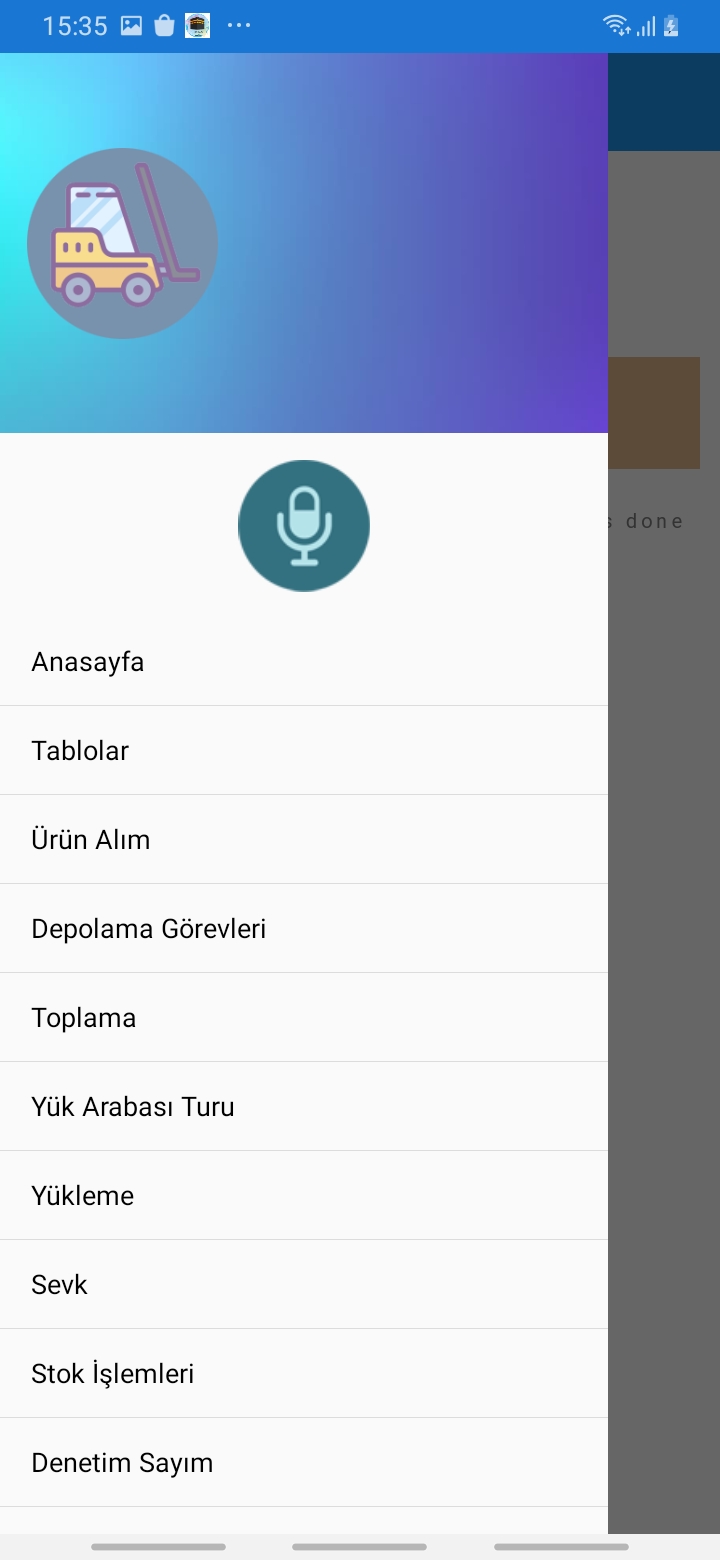 15:35
s done
Anasayfa
Tablolar
Ürün Alım
Depolama Görevleri
Toplama
Yük Arabası Turu
Yükleme
Sevk
Stok İşlemleri
Denetim Sayım